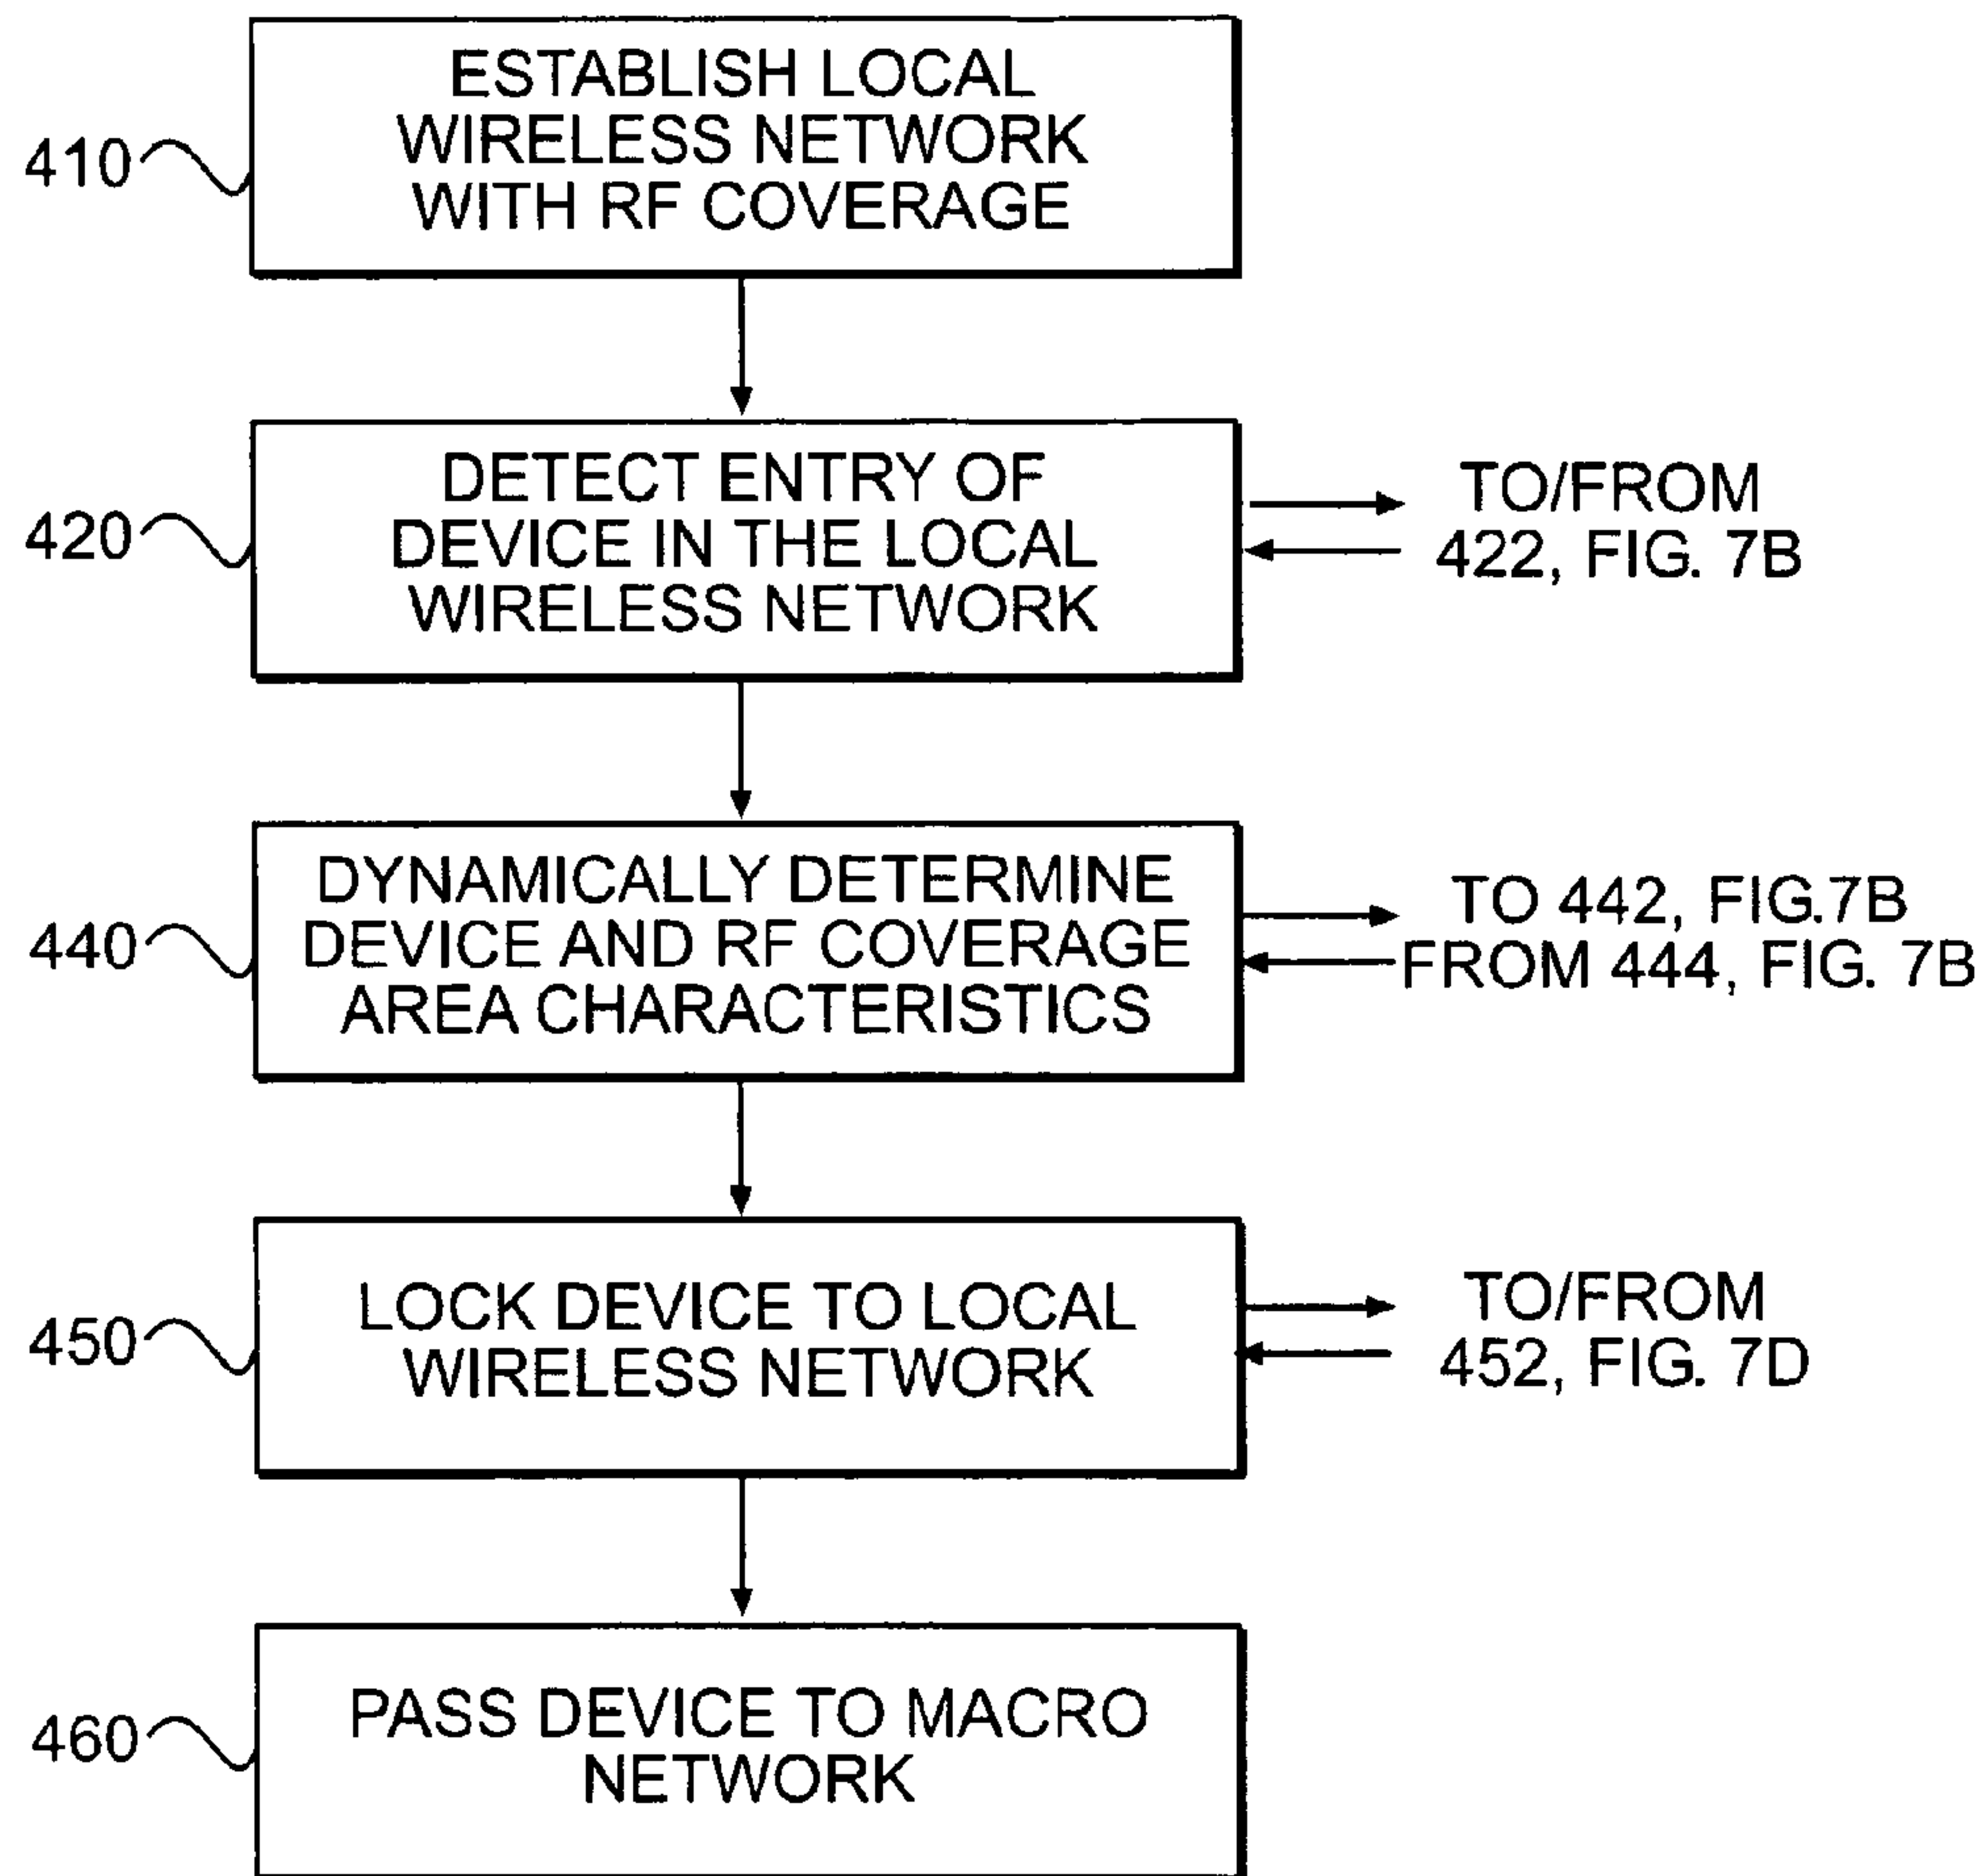 410
ESTABLISH LOCAL
WIRELESS NETWORK
WITH RF COVERAGE
420
DETECT ENTRY OF
DEVICE IN THE LOCAL
WIRELESS NETWORK
TO/FROM
422, FIG. 7B
440
DYNAMICALLY DETERMINE
DEVICE AND RF COVERAGE
AREA CHARACTERISTICS
TO 442, FIG.7B
FROM 444, FIG. 7B
450
LOCK DEVICE TO LOCAL
WIRELESS NETWORK
TO/FROM
452, FIG. 7D
460
PASS DEVICE TO MACRO
NETWORK